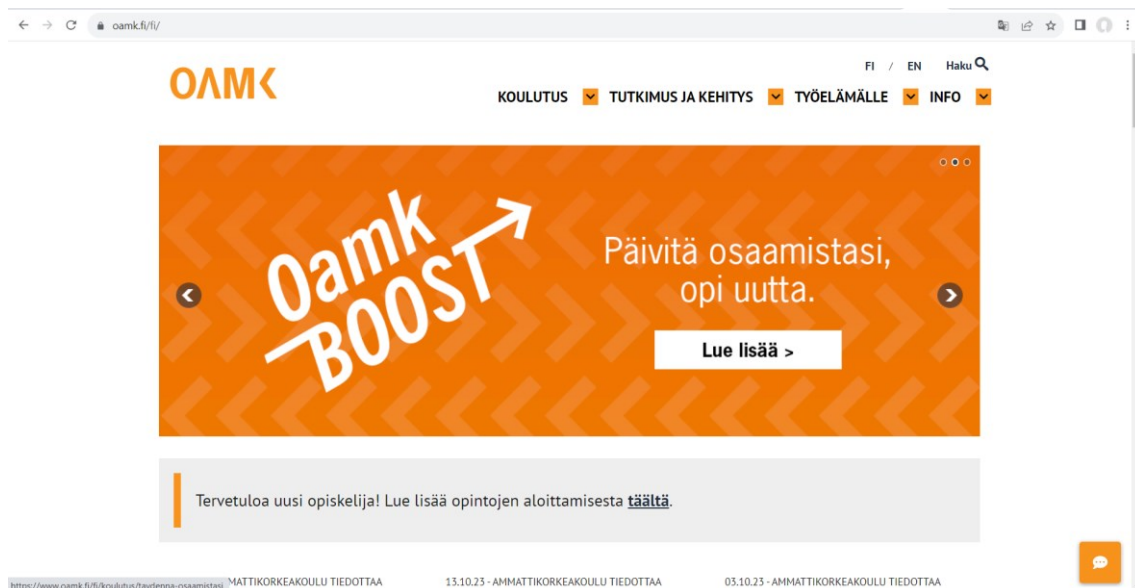 oamk.fi/fi/
FI / EN Haku
OAMK
KOULUTUS TUTKIMUS JA KEHITYS TYÖELÄMÄLLE INFO
Oamk
BOOST
Päivitä osaamistasi,
opi uutta.
Lue lisää >
Tervetuloa uusi opiskelija! Lue lisää opintojen aloittamisesta täältä.
https://www.oamk.fi/fi/koulutus/taydenna-osaamistasi
MATTIKORKEAKOULU TIEDOTTAA 13.10.23 - AMMATTIKORKEAKOULU TIEDOTTAA 03.10.23 - AMMATTIKORKEAKOULU TIEDOTTAA